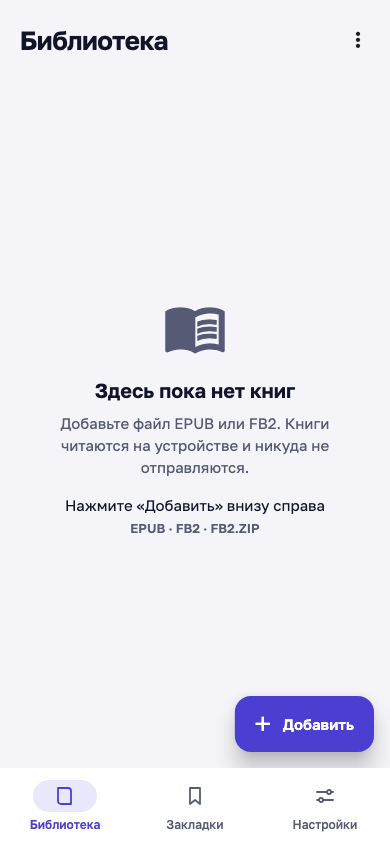 Библиотека
Здесь пока нет книг
Добавьте файл EPUB или FB2. Книги
читаются на устройстве и никуда не
отправляются.
Нажмите «Добавить» внизу справа
EPUB · FB2 · FB2.ZIP
Добавить
Библиотека
Закладки
Настройки